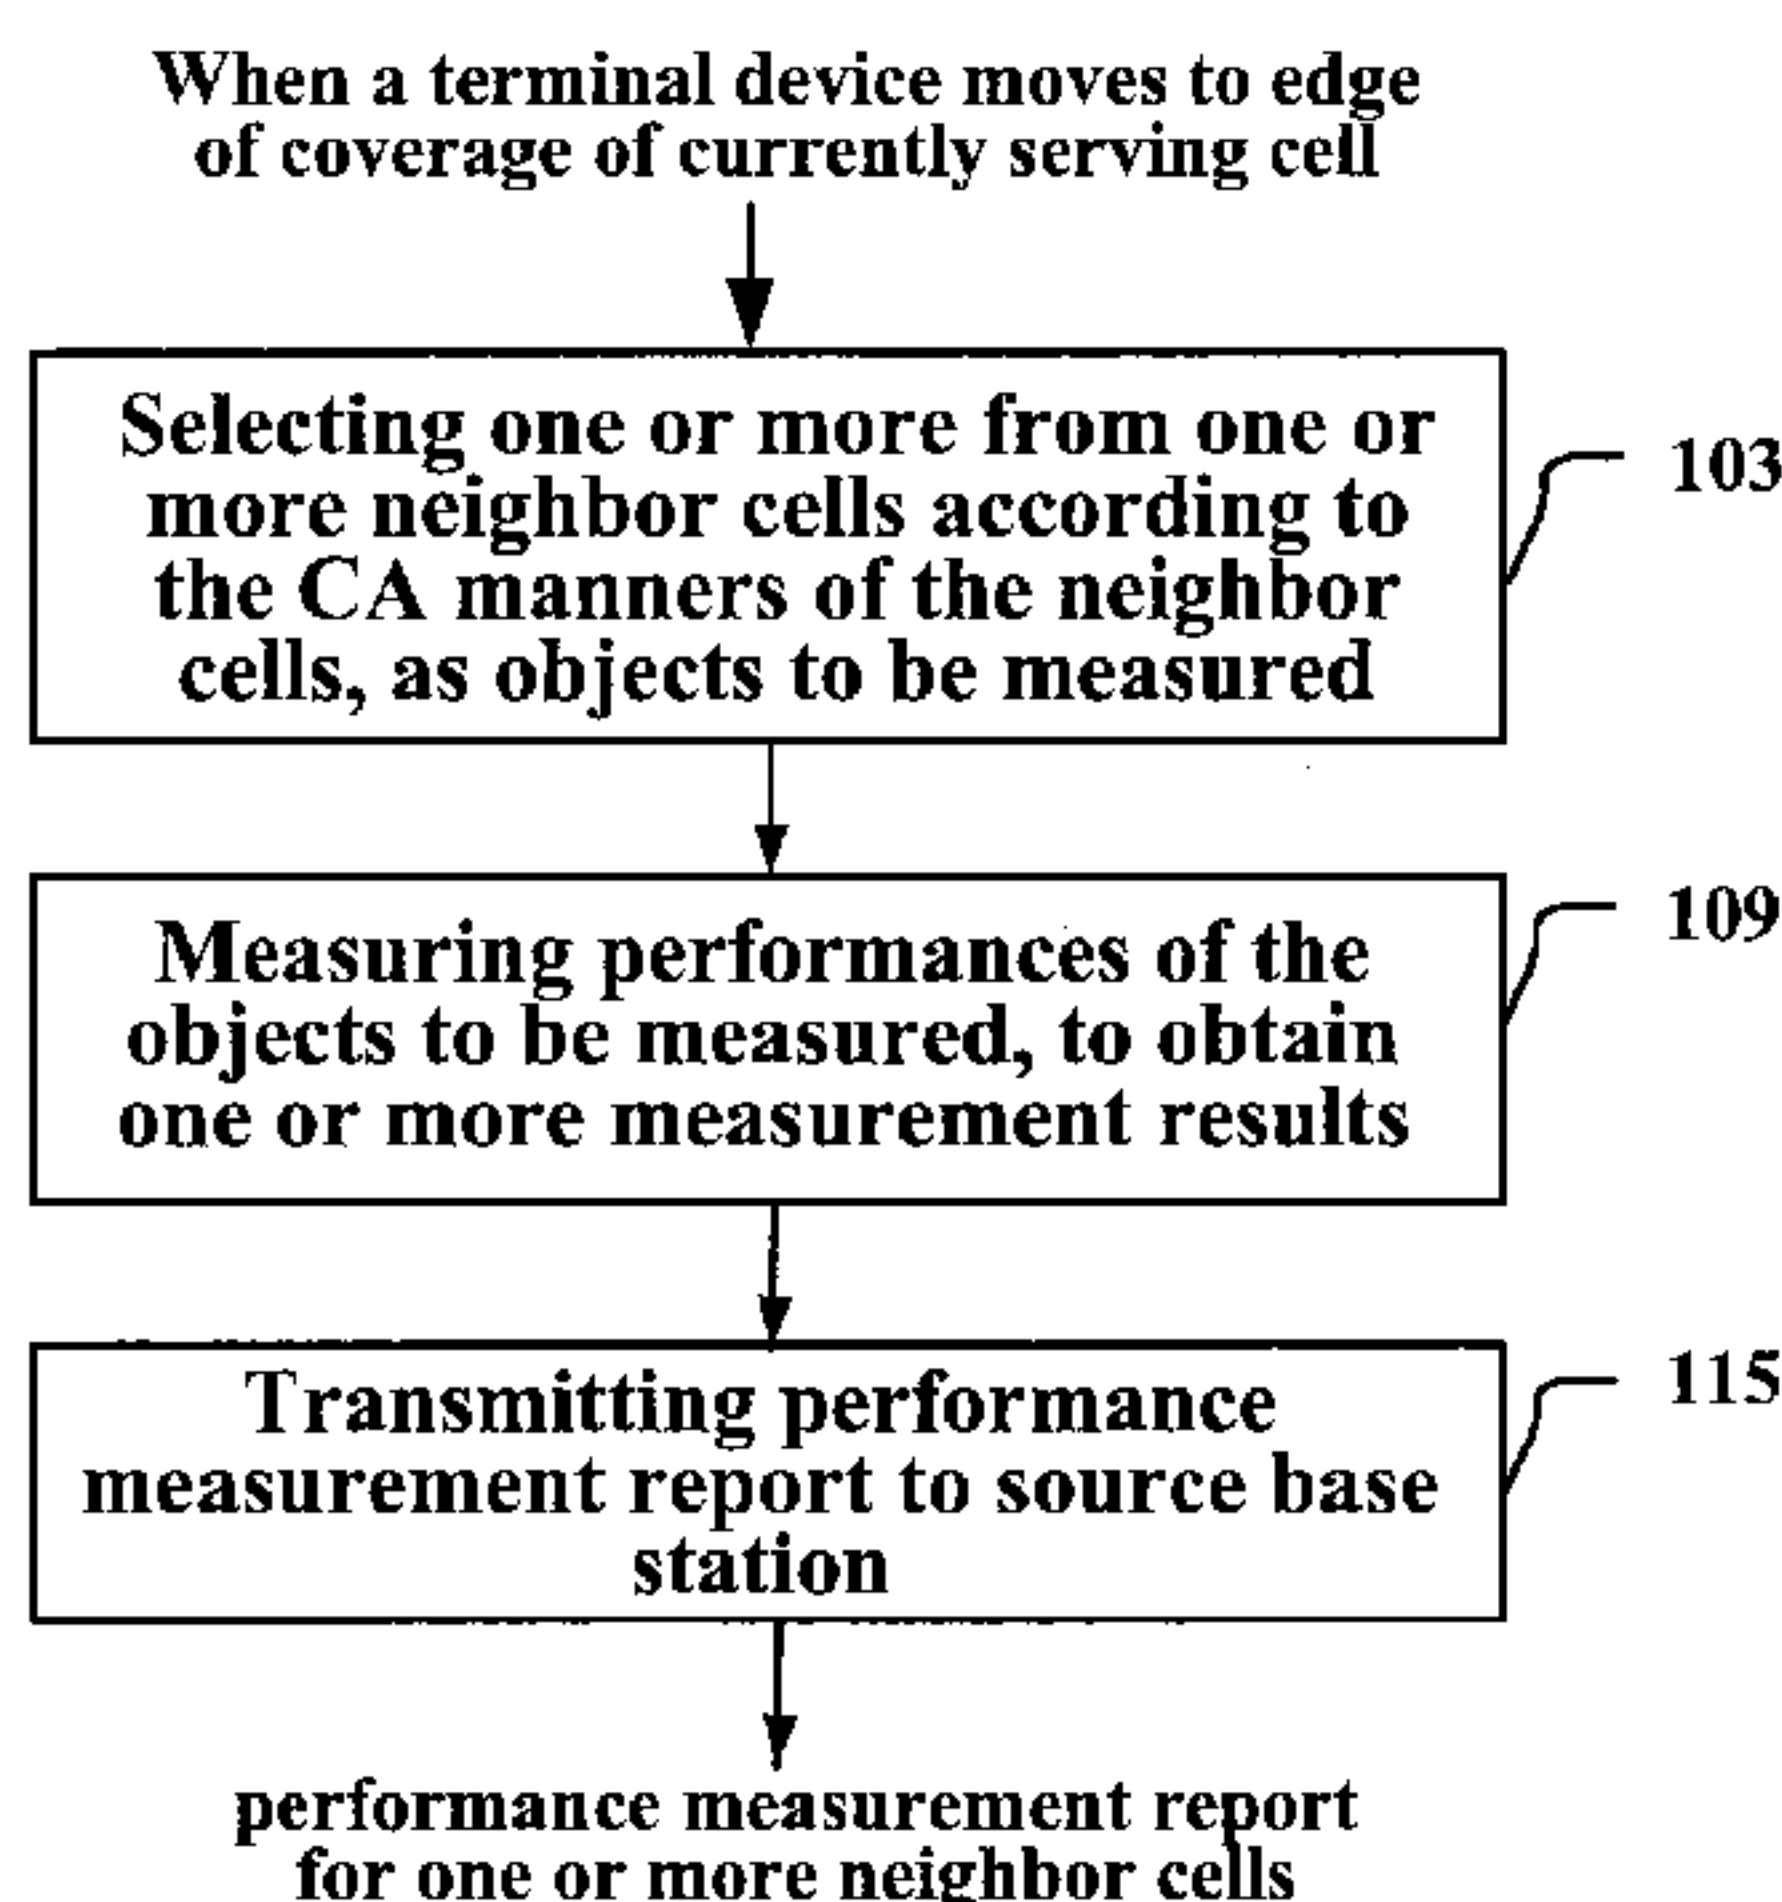 When a terminal device moves to edge
of coverage of currently serving cell
Selecting one or more from one or
more neighbor cells according to
the CA manners of the neighbor
cells, as objects to be measured
103
Measuring performances of the
objects to be measured, to obtain
one or more measurement results
109
Transmitting performance
measurement report to source base
station
115
performance measurement report
for one or more neighbor cells